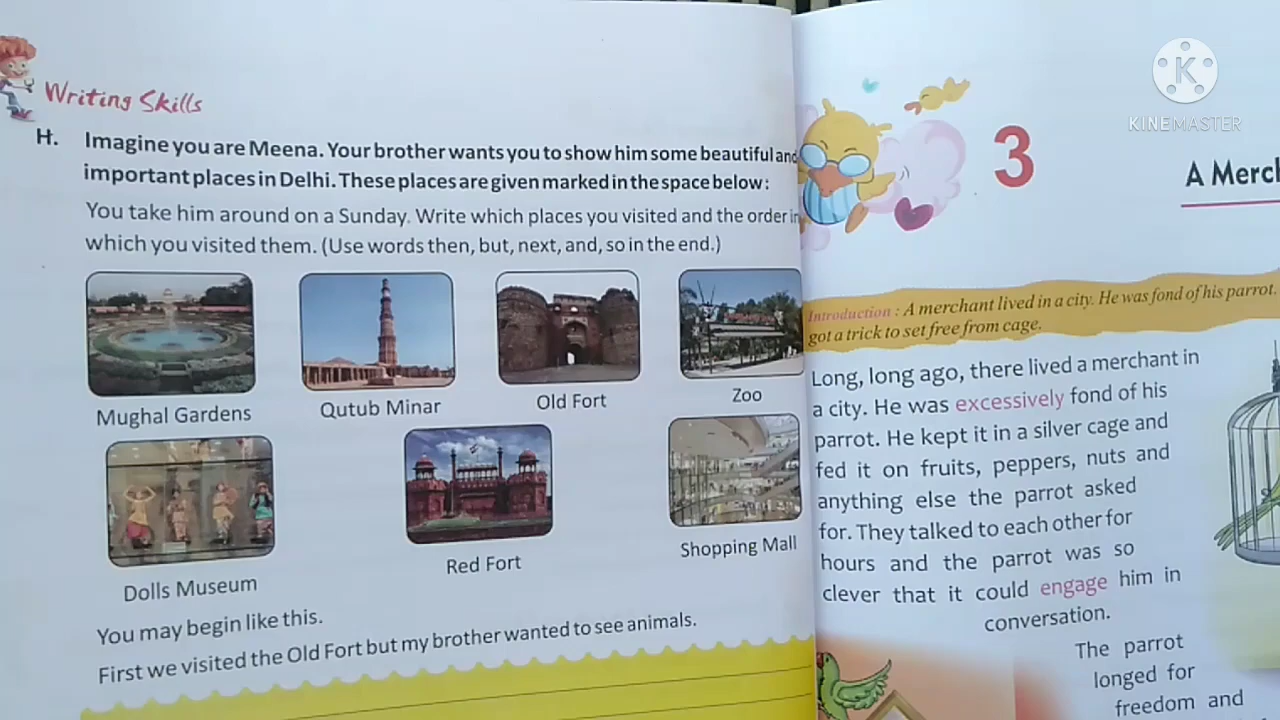 Writing Skills
H. Imagine you are Meena. Your brother wants you to show him some beautiful and
important places in Delhi. These places are given marked in the space below :
You take him around on a Sunday. Write which places you visited and the order in
which you visited them. (Use words then, but, next, and, so in the end.)
Mughal Gardens
Qutub Minar
Old Fort
Zoo
Dolls Museum
Red Fort
Shopping Mall
You may begin like this.
First we visited the Old Fort but my brother wanted to see animals.
KINEMASTER
3
A Merch
Introduction : A merchant lived in a city. He was fond of his parrot.
got a trick to set free from cage.
Long, long ago, there lived a merchant in
a city. He was excessively fond of his
parrot. He kept it in a silver cage and
fed it on fruits, peppers, nuts and
anything else the parrot asked
for. They talked to each other for
hours and the parrot was so
clever that it could engage him in
conversation.
The parrot
longed for
freedom and